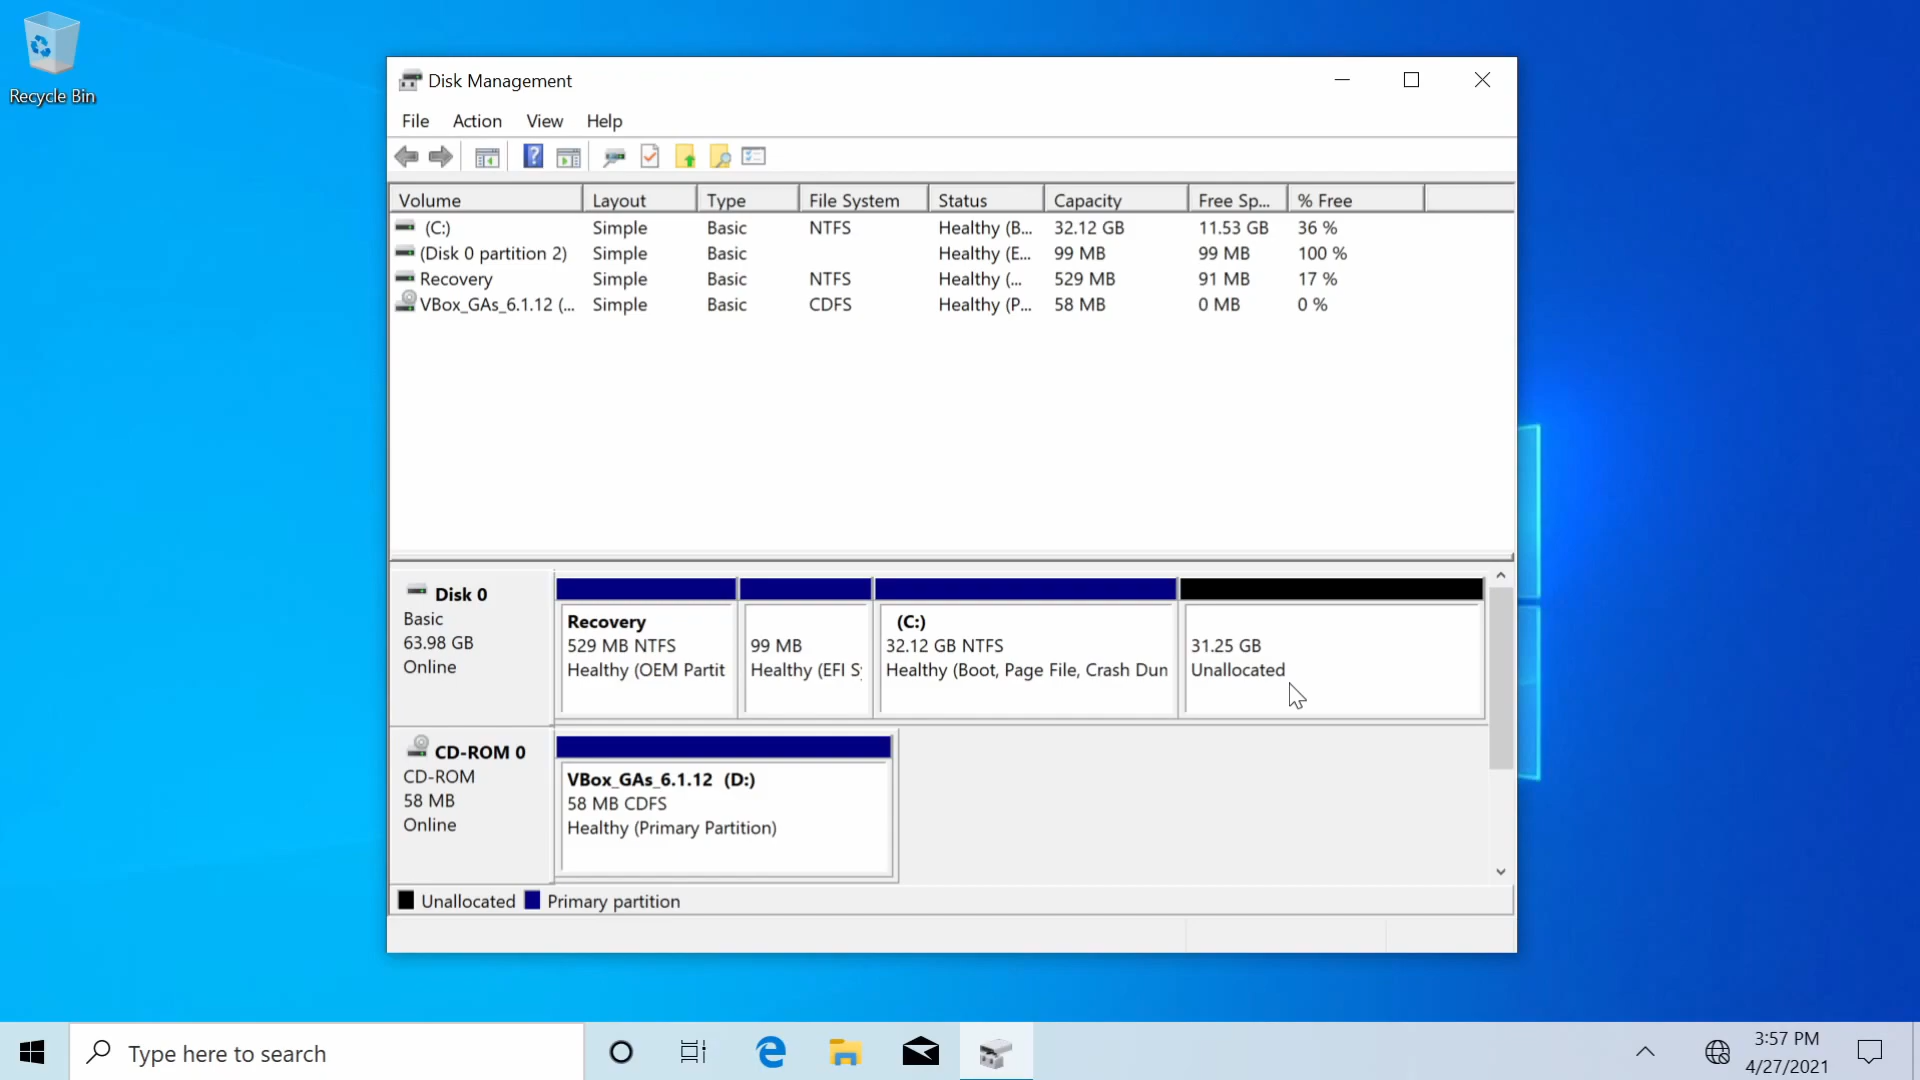 Recycle Bin
Disk Management
File Action View Help
Volume Layout Type File System Status Capacity Free Sp... % Free
(C:) Simple Basic NTFS Healthy (B... 32.12 GB 11.53 GB 36 %
(Disk 0 partition 2) Simple Basic Healthy (E... 99 MB 99 MB 100 %
Recovery Simple Basic NTFS Healthy (... 529 MB 91 MB 17 %
VBox_GAs_6.1.12 (... Simple Basic CDFS Healthy (P... 58 MB 0 MB 0 %
Disk 0
Basic
63.98 GB
Online
Recovery
529 MB NTFS
Healthy (OEM Partit
99 MB
Healthy (EFI S
(C:)
32.12 GB NTFS
Healthy (Boot, Page File, Crash Dun
31.25 GB
Unallocated
CD-ROM 0
CD-ROM
58 MB
Online
VBox_GAs_6.1.12 (D:)
58 MB CDFS
Healthy (Primary Partition)
Unallocated Primary partition
Type here to search
3:57 PM
4/27/2021